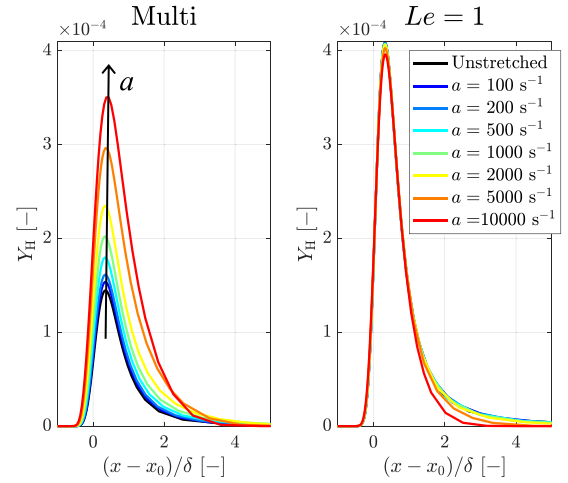 Multi
Le = 1
×10⁻⁴
×10⁻⁴
4
3
2
1
0
0
2
4
Y_H [−]
(x − x₀)/δ [−]
a
4
3
2
1
0
0
2
4
Y_H [−]
(x − x₀)/δ [−]
Unstretched
a = 100 s⁻¹
a = 200 s⁻¹
a = 500 s⁻¹
a = 1000 s⁻¹
a = 2000 s⁻¹
a = 5000 s⁻¹
a =10000 s⁻¹